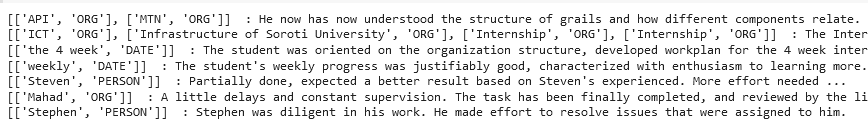 [['API', 'ORG'], ['MTN', 'ORG']]  : He now has now understood the structure of grails and how different components relate.
[['ICT', 'ORG'], ['Infrastructure of Soroti University', 'ORG'], ['Internship', 'ORG'], ['Internship', 'ORG']]  : The Inter
[['the 4 week', 'DATE']]  : The student was oriented on the organization structure, developed workplan for the 4 week inter
[['weekly', 'DATE']]  : The student's weekly progress was justifiably good, characterized with enthusiasm to learning more.
[['Steven', 'PERSON']]  : Partially done, expected a better result based on Steven's experienced. More effort needed ...
[['Mahad', 'ORG']]  : A little delays and constant supervision. The task has been finally completed, and reviewed by the li
[['Stephen', 'PERSON']]  : Stephen was diligent in his work. He made effort to resolve issues that were assigned to him.